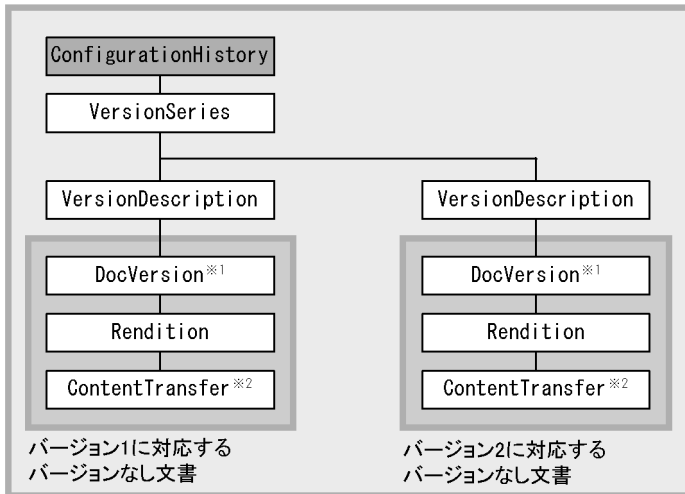 ConfigurationHistory
VersionSeries
VersionDescription
VersionDescription
DocVersion※1
Rendition
ContentTransfer※2
DocVersion※1
Rendition
ContentTransfer※2
バージョン1に対応する
バージョンなし文書
バージョン2に対応する
バージョンなし文書